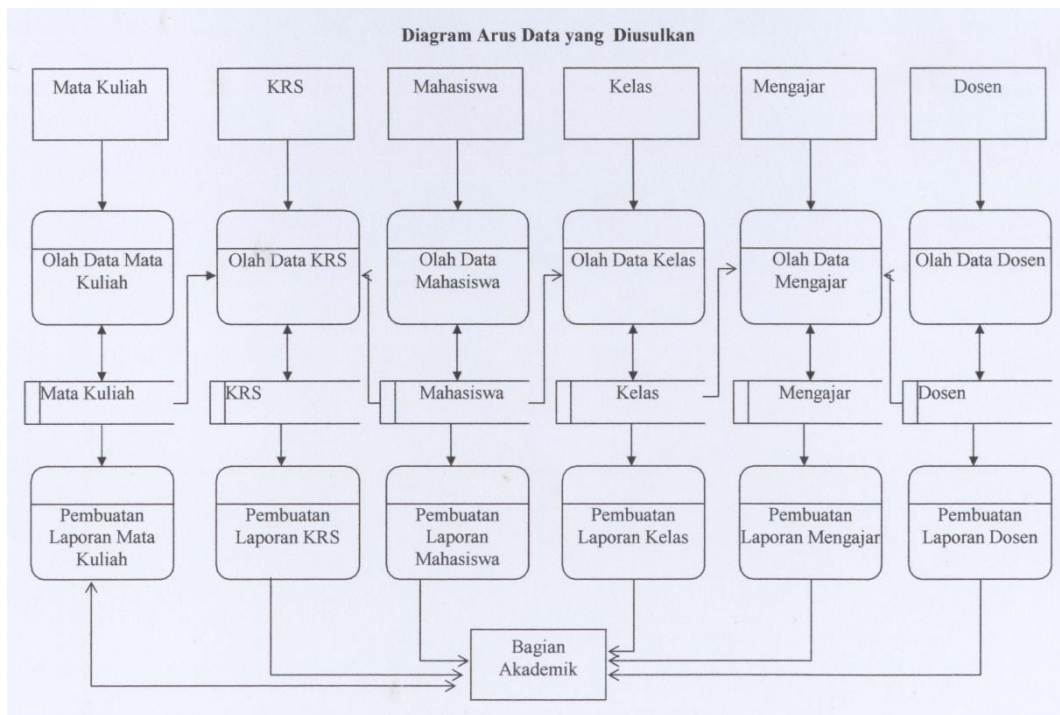 Diagram Arus Data yang Diusulkan
Mata Kuliah
KRS
Mahasiswa
Kelas
Mengajar
Dosen
Olah Data Mata
Kuliah
Olah Data KRS
Olah Data
Mahasiswa
Olah Data Kelas
Olah Data
Mengajar
Olah Data Dosen
Mata Kuliah
KRS
Mahasiswa
Kelas
Mengajar
Dosen
Pembuatan
Laporan Mata
Kuliah
Pembuatan
Laporan KRS
Pembuatan
Laporan
Mahasiswa
Pembuatan
Laporan Kelas
Pembuatan
Laporan Mengajar
Pembuatan
Laporan Dosen
Bagian
Akademik